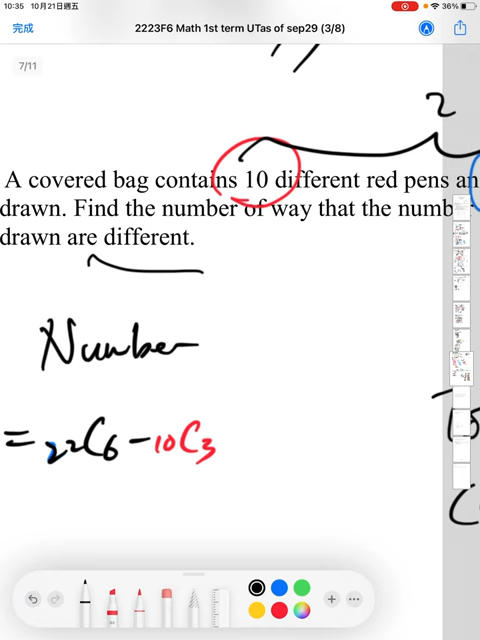 10:35 10月21日週五
36%
完成
2223F6 Math 1st term UTas of sep29 (3/8)
7/11
2
A covered bag contains 10 different red pens an
drawn. Find the number of way that the numb
drawn are different.
Number
= 22C6 - 10C3